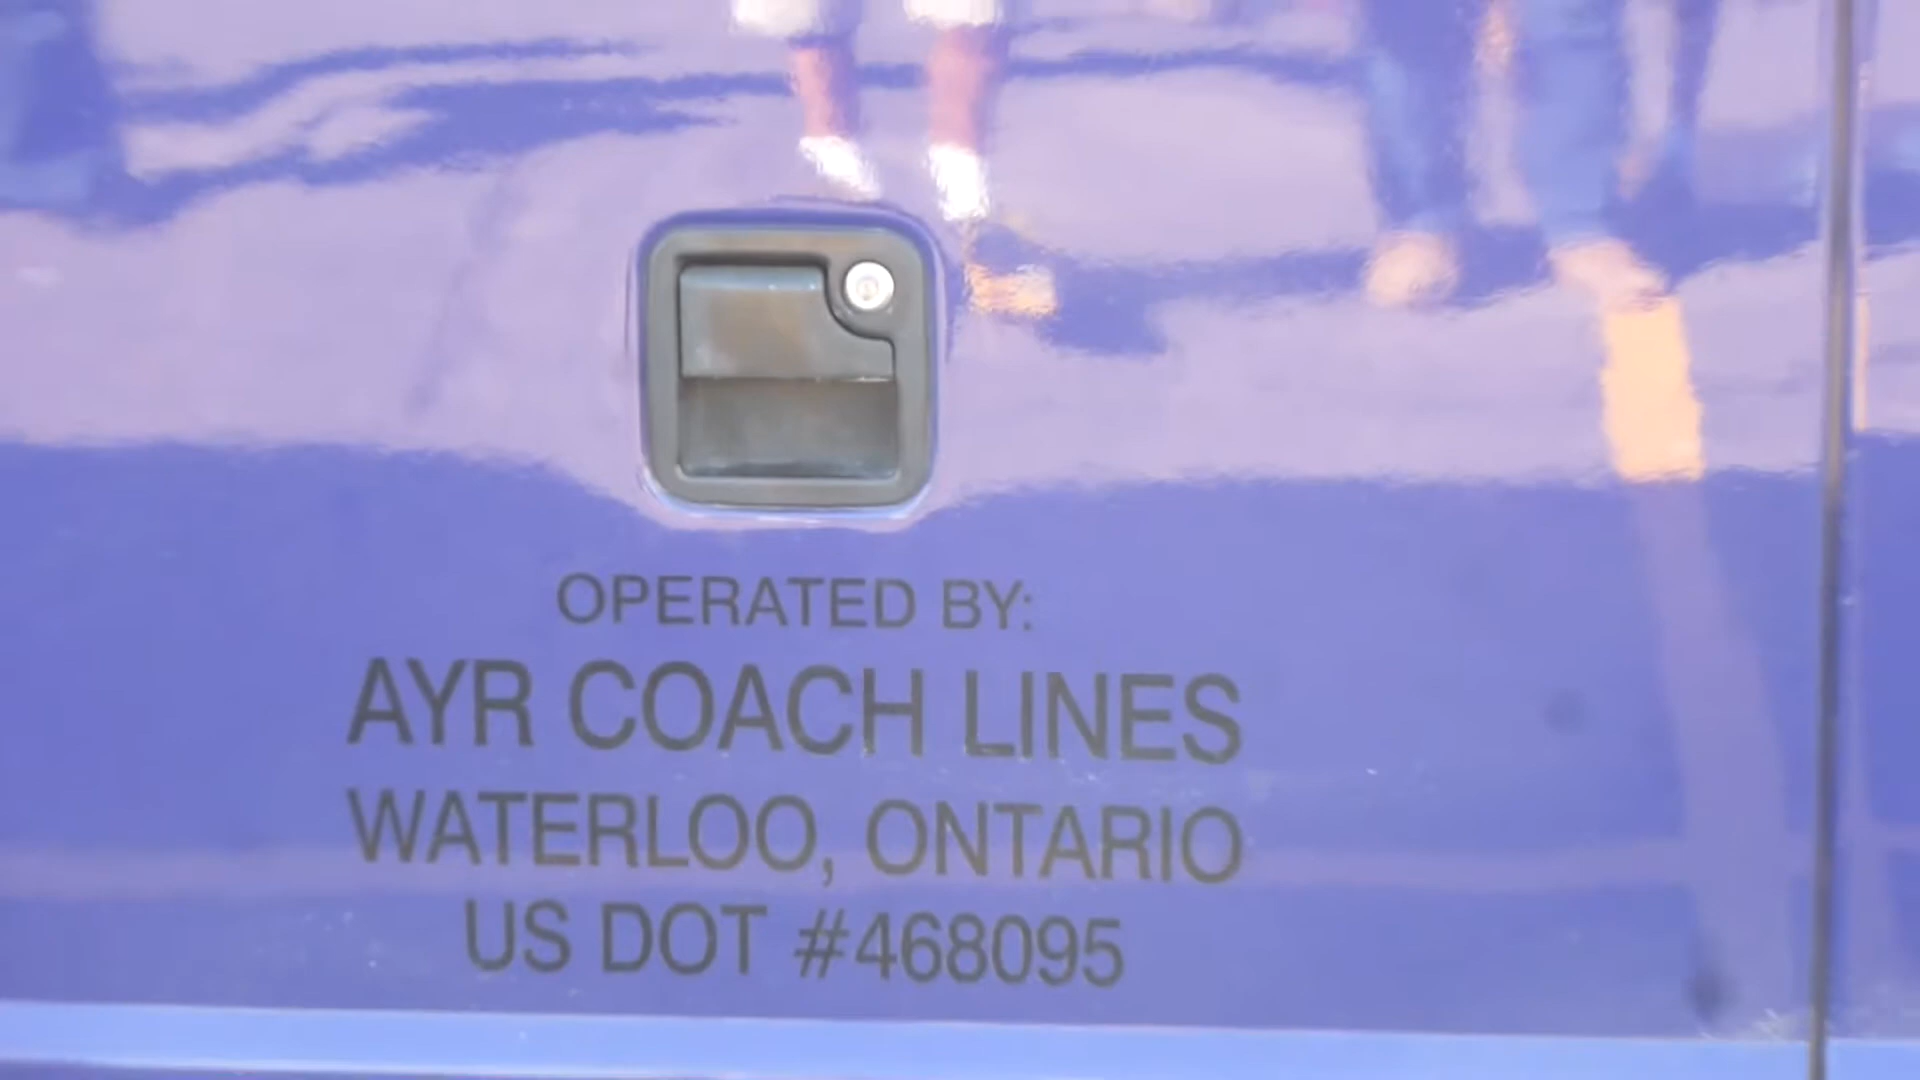 OPERATED BY:
AYR COACH LINES
WATERLOO, ONTARIO
US DOT #468095